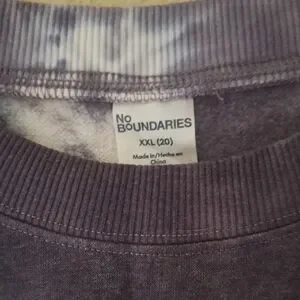 No
BOUNDARIES
XXL (20)
Made in/Hecho en
China